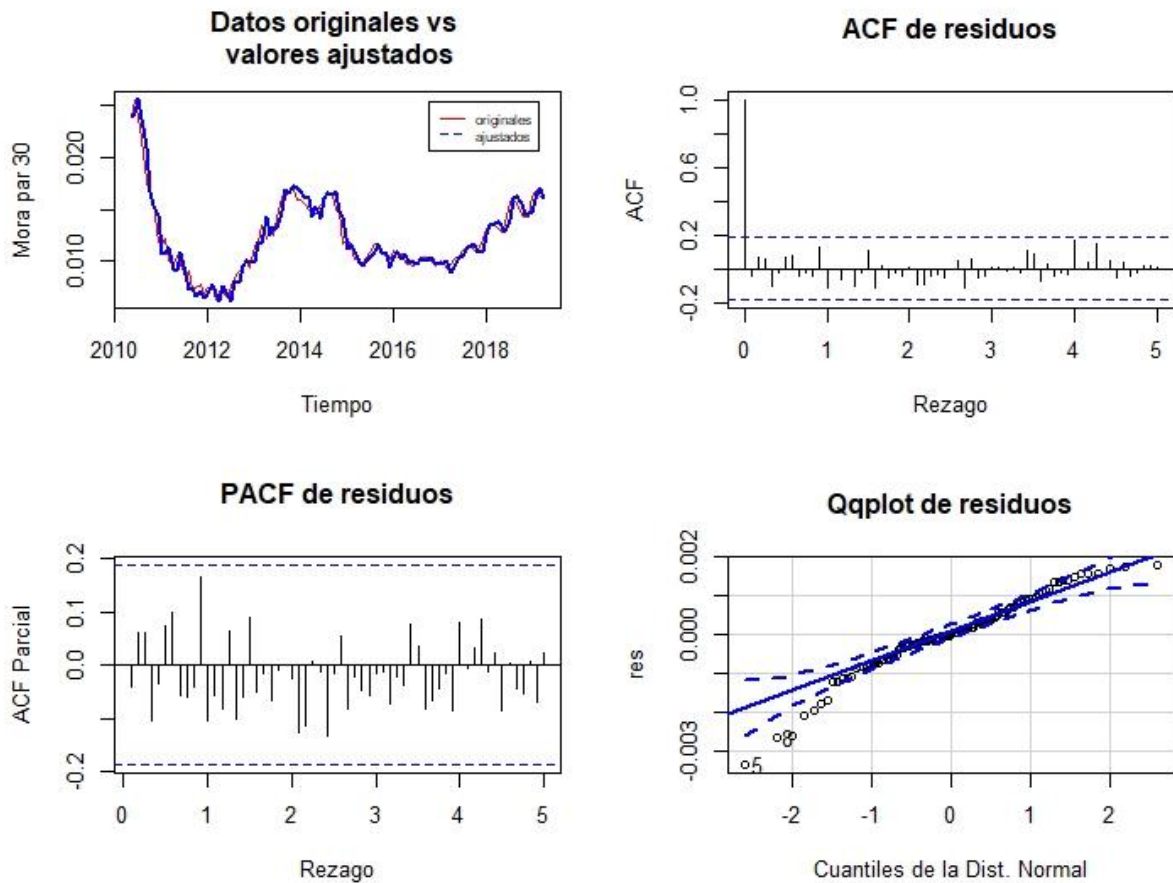 Datos originales vs
valores ajustados
Mora par 30
0.020
0.010
originales
ajustados
2010 2012 2014 2016 2018
Tiempo
ACF de residuos
ACF
1.0
0.6
0.2
-0.2
0 1 2 3 4 5
Rezago
PACF de residuos
ACF Parcial
0.2
0.1
0.0
-0.2
0 1 2 3 4 5
Rezago
Qqplot de residuos
res
0.002
0.000
-0.003
5
-2 -1 0 1 2
Cuantiles de la Dist. Normal